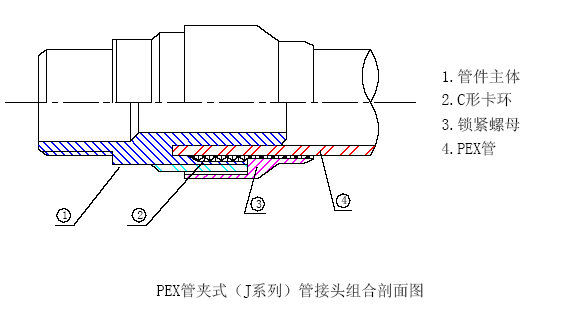 1.管件主体
2.C形卡环
3.锁紧螺母
4.PEX管
① ② ③ ④
PEX管夹式（J系列）管接头组合剖面图